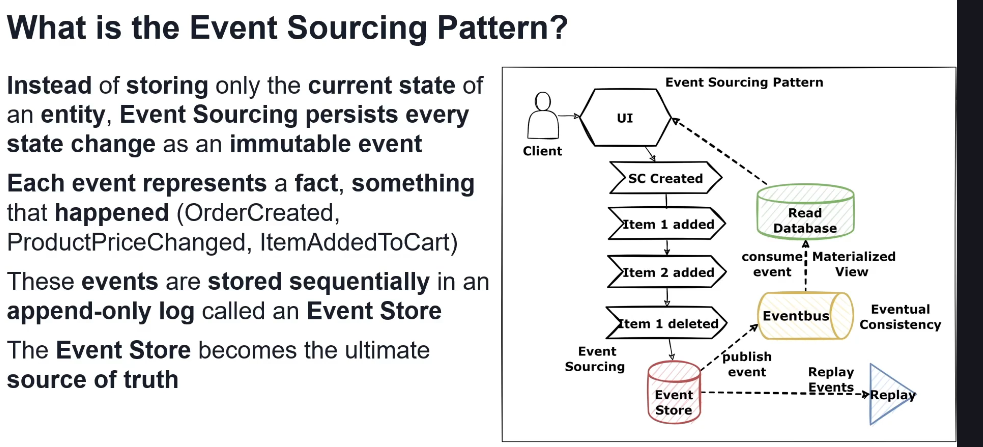 What is the Event Sourcing Pattern?
Instead of storing only the current state of
an entity, Event Sourcing persists every
state change as an immutable event
Each event represents a fact, something
that happened (OrderCreated,
ProductPriceChanged, ItemAddedToCart)
These events are stored sequentially in an
append-only log called an Event Store
The Event Store becomes the ultimate
source of truth
Event Sourcing Pattern
Client
UI
SC Created
Item 1 added
Item 2 added
Item 1 deleted
Event
Sourcing
Event
Store
publish
event
Eventbus
Eventual
Consistency
consume
event
Materialized
View
Read
Database
Replay
Events
Replay